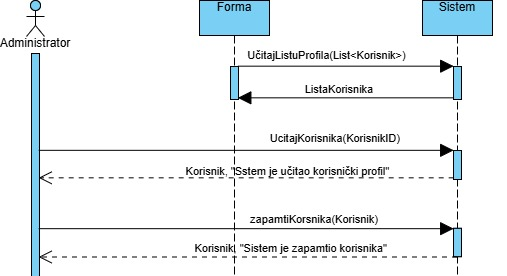 Forma
Sistem
Administrator
UčitajListuProfila(List<Korisnik>)
ListaKorisnika
UcitajKorisnika(KorisnikID)
Korisnik, "Sstem je učitao korisnički profil"
zapamtiKorsnika(Korisnik)
Korisnik, "Sistem je zapamtio korisnika"